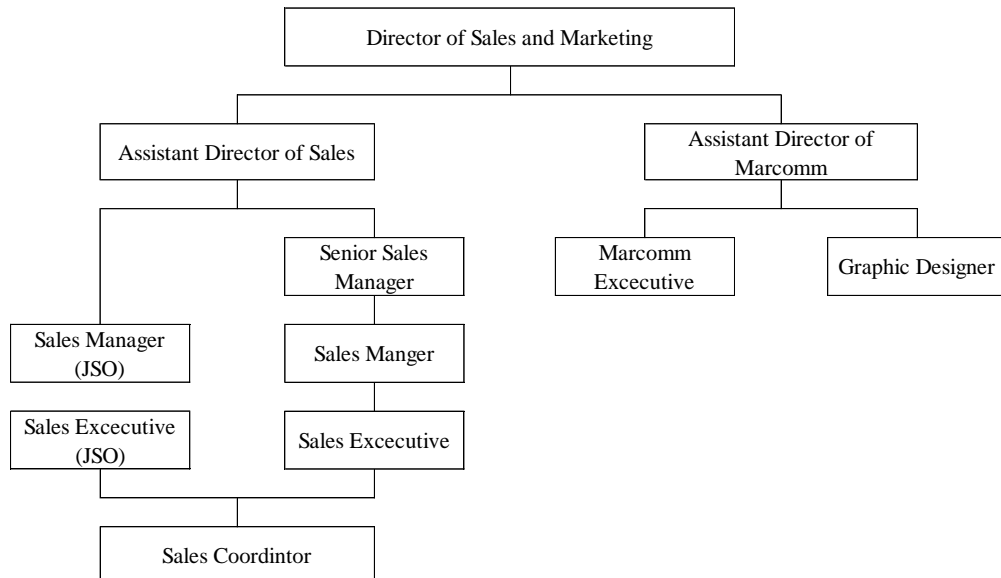 Director of Sales and Marketing
Assistant Director of Sales
Assistant Director of
Marcomm
Senior Sales
Manager
Marcomm
Excecutive
Graphic Designer
Sales Manager
(JSO)
Sales Manger
Sales Excecutive
(JSO)
Sales Excecutive
Sales Coordintor